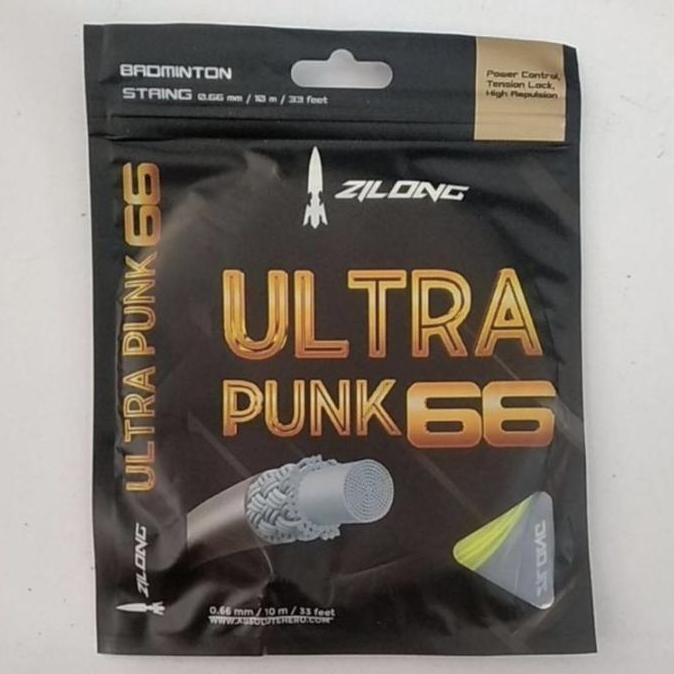 BADMINTON
STRING 0.66 mm / 10 m / 33 feet
Power Control,
Tension Lock,
High Repulsion
ZILONG
ULTRA
PUNK 66
ULTRA PUNK 66
ZILONG
ZILONG
0.66 mm / 10 m / 33 feet
WWW.ABSOLUTEHERO.COM